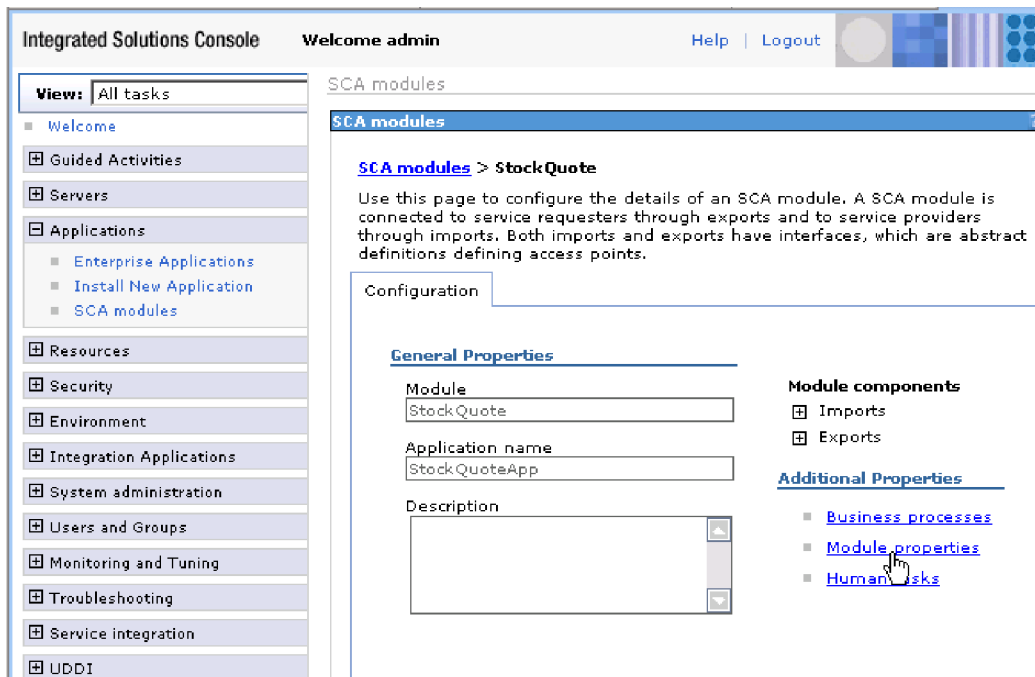 Integrated Solutions Console
Welcome admin
Help | Logout
View: All tasks
Welcome
Guided Activities
Servers
Applications
Enterprise Applications
Install New Application
SCA modules
Resources
Security
Environment
Integration Applications
System administration
Users and Groups
Monitoring and Tuning
Troubleshooting
Service integration
UDDI
SCA modules
SCA modules
SCA modules > StockQuote
Use this page to configure the details of an SCA module. A SCA module is
connected to service requesters through exports and to service providers
through imports. Both imports and exports have interfaces, which are abstract
definitions defining access points.
Configuration
General Properties
Module
StockQuote
Application name
StockQuoteApp
Description
Module components
Imports
Exports
Additional Properties
Business processes
Module properties
Human tasks